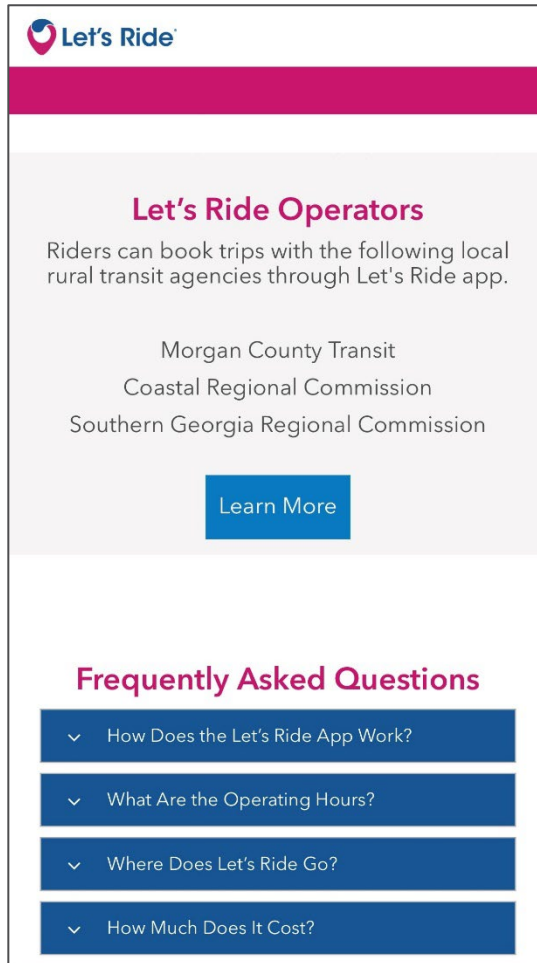 Let's Ride
Let's Ride Operators
Riders can book trips with the following local
rural transit agencies through Let's Ride app.
Morgan County Transit
Coastal Regional Commission
Southern Georgia Regional Commission
Learn More
Frequently Asked Questions
How Does the Let's Ride App Work?
What Are the Operating Hours?
Where Does Let's Ride Go?
How Much Does It Cost?